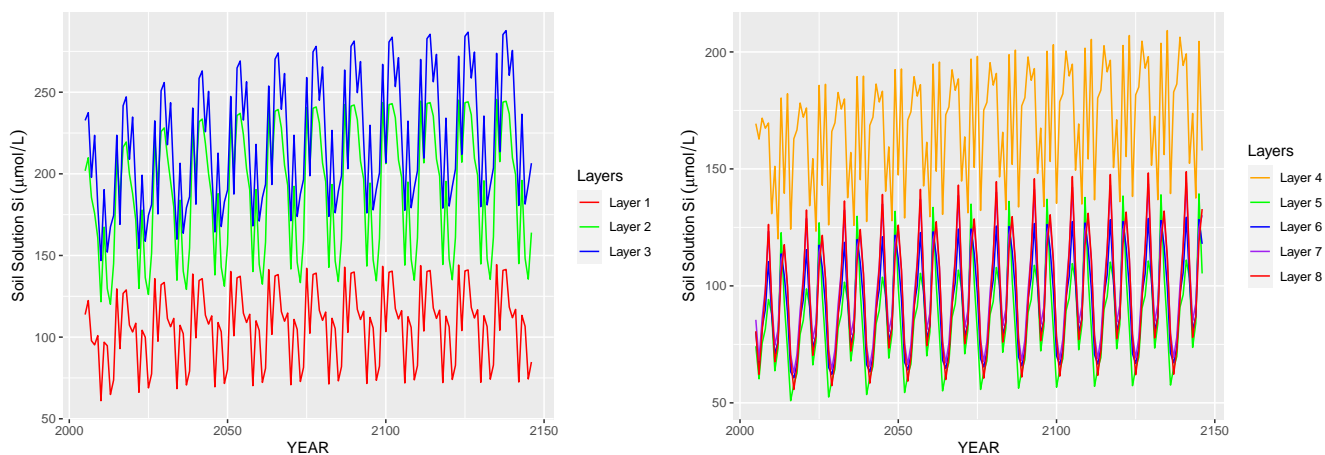 Soil Solution Si (μmol/L)
250
200
150
100
50
2000
2050
2100
2150
YEAR
Layers
Layer 1
Layer 2
Layer 3
Soil Solution Si (μmol/L)
200
150
100
50
2000
2050
2100
2150
YEAR
Layers
Layer 4
Layer 5
Layer 6
Layer 7
Layer 8